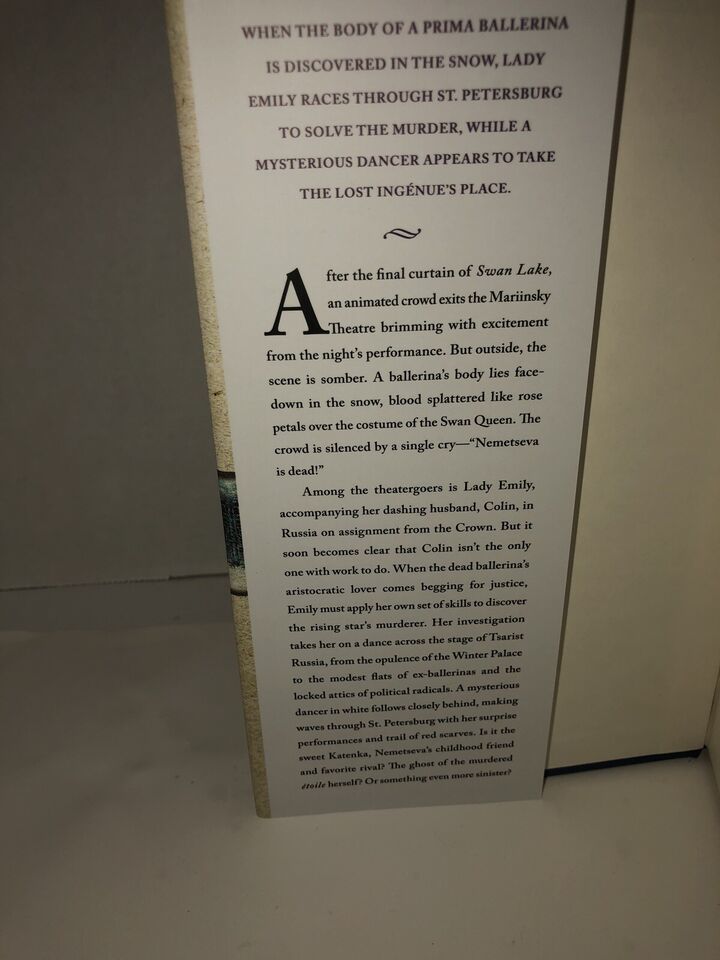 WHEN THE BODY OF A PRIMA BALLERINA
IS DISCOVERED IN THE SNOW, LADY
EMILY RACES THROUGH ST. PETERSBURG
TO SOLVE THE MURDER, WHILE A
MYSTERIOUS DANCER APPEARS TO TAKE
THE LOST INGÉNUE'S PLACE.
After the final curtain of Swan Lake,
an animated crowd exits the Mariinsky
Theatre brimming with excitement
from the night's performance. But outside, the
scene is somber. A ballerina's body lies face-
down in the snow, blood splattered like rose
petals over the costume of the Swan Queen. The
crowd is silenced by a single cry—"Nemetseva
is dead!"
Among the theatergoers is Lady Emily,
accompanying her dashing husband, Colin, in
Russia on assignment from the Crown. But it
soon becomes clear that Colin isn't the only
one with work to do. When the dead ballerina's
aristocratic lover comes begging for justice,
Emily must apply her own set of skills to discover
the rising star's murderer. Her investigation
takes her on a dance across the stage of Tsarist
Russia, from the opulence of the Winter Palace
to the modest flats of ex-ballerinas and the
locked attics of political radicals. A mysterious
dancer in white follows closely behind, making
waves through St. Petersburg with her surprise
performances and trail of red scarves. Is it the
sweet Katenka, Nemetseva's childhood friend
and favorite rival? The ghost of the murdered
étoile herself? Or something even more sinister?